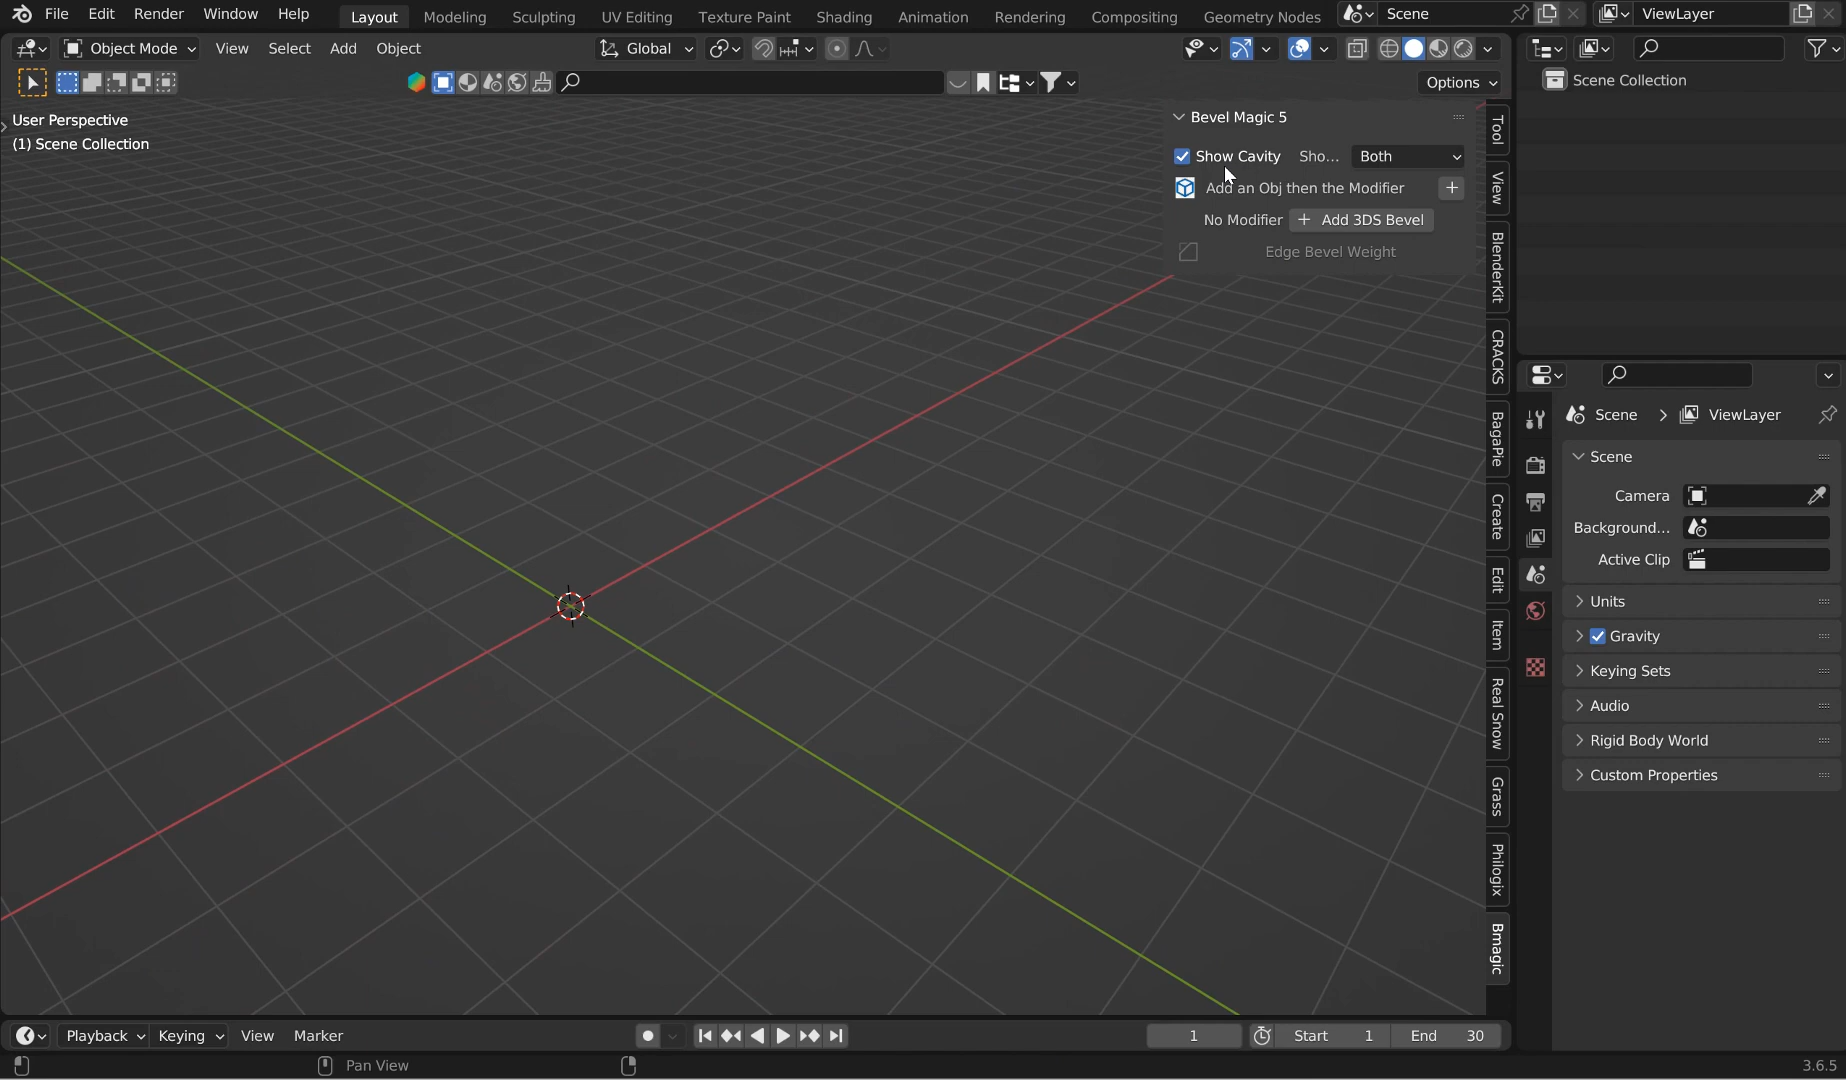 File Edit Render Window Help Layout Modeling Sculpting UV Editing Texture Paint Shading Animation Rendering Compositing Geometry Nodes Scene ViewLayer
Object Mode View Select Add Object Global
Options
Scene Collection
User Perspective
(1) Scene Collection
Bevel Magic 5
Show Cavity Sho... Both
Add an Obj then the Modifier +
No Modifier + Add 3DS Bevel
Edge Bevel Weight
Tool
View
BlenderKit
CRACKS
BagaPie
Create
Edit
Item
Real Snow
Grass
Philogix
Bmagic
Scene > ViewLayer
Scene
Camera
Background...
Active Clip
Units
Gravity
Keying Sets
Audio
Rigid Body World
Custom Properties
Playback Keying View Marker 1 Start 1 End 30
Pan View 3.6.5